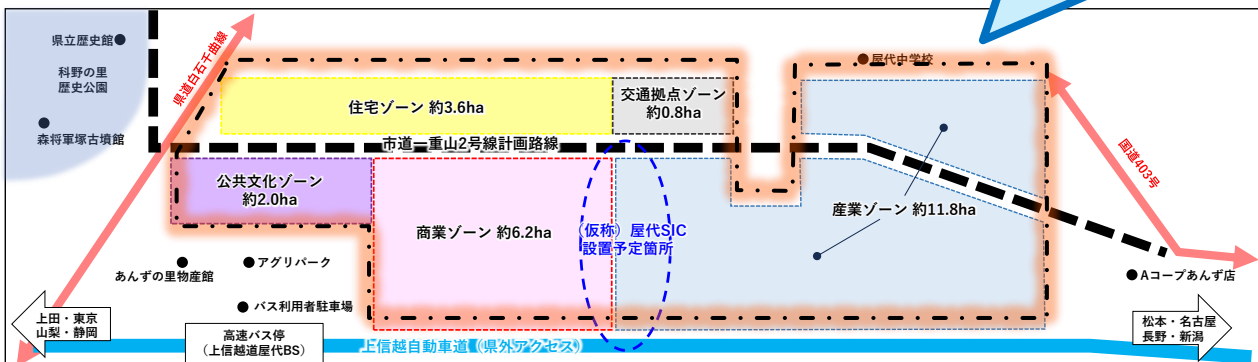 県立歴史館
科野の里
歴史公園
森将軍塚古墳館
県道白石千曲線
住宅ゾーン 約3.6ha
交通拠点ゾーン
約0.8ha
屋代中学校
市道一重山2号線計画路線
国道403号
公共文化ゾーン
約2.0ha
商業ゾーン 約6.2ha
(仮称)屋代SIC
設置予定箇所
産業ゾーン 約11.8ha
あんずの里物産館
アグリパーク
バス利用者駐車場
Aコープあんず店
上田・東京
山梨・静岡
高速バス停
(上信越道屋代BS)
上信越自動車道(県外アクセス)
松本・名古屋
長野・新潟